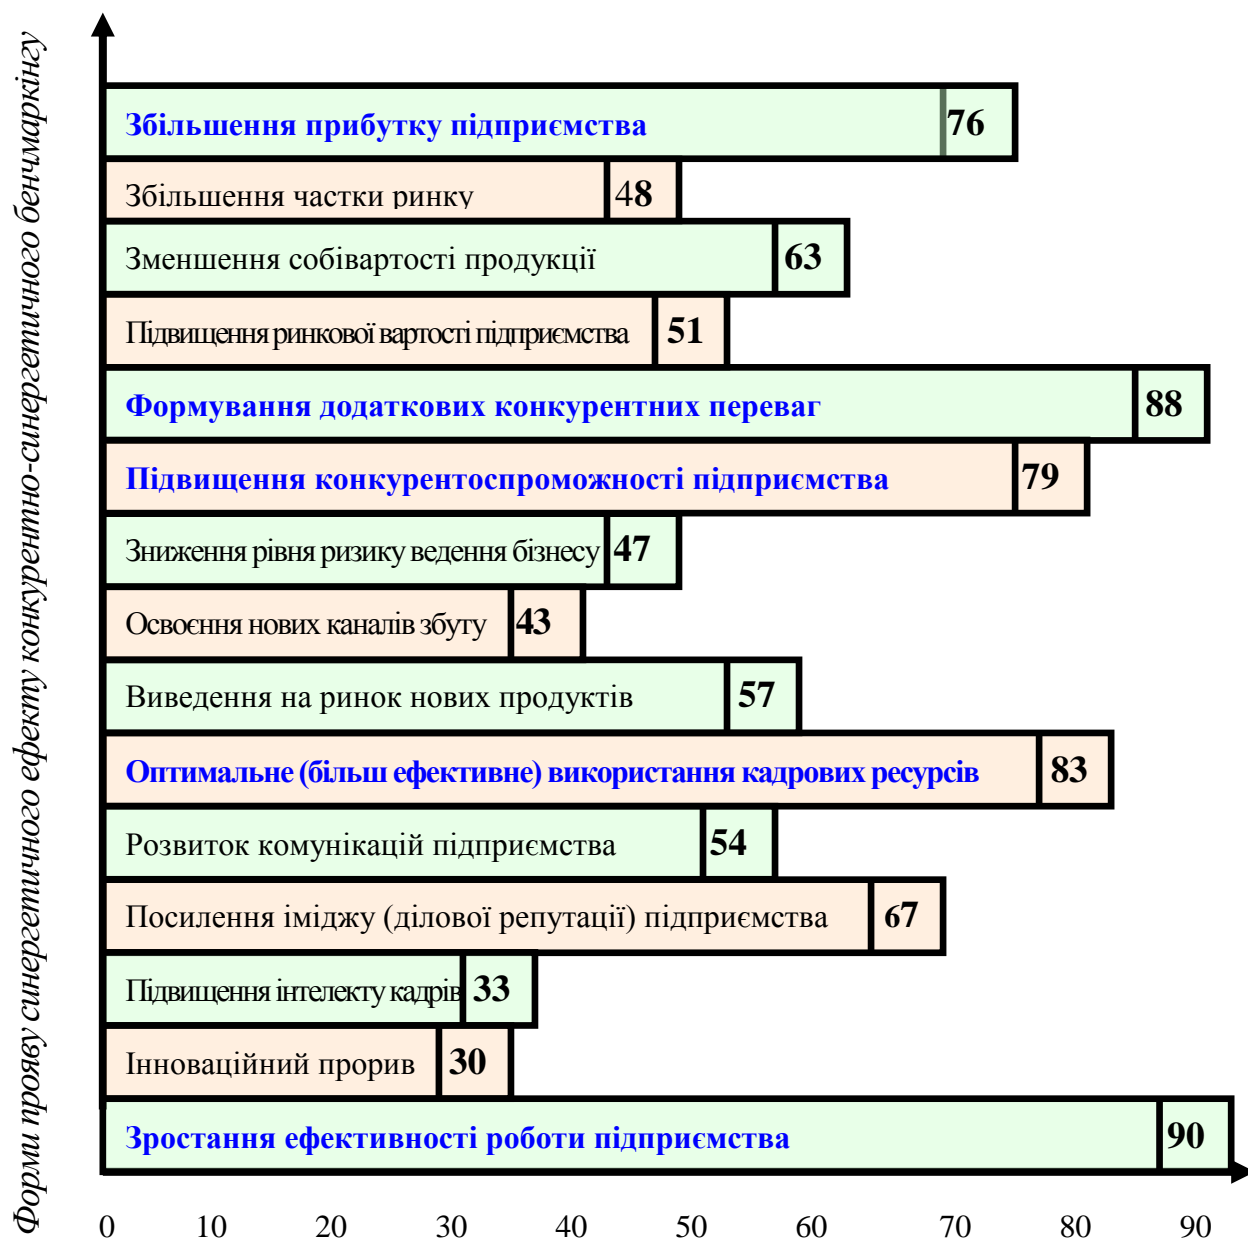 Форми прояву синергетичного ефекту конкурентно-синергетичного бенчмаркінгу
Збільшення прибутку підприємства 76
Збільшення частки ринку 48
Зменшення собівартості продукції 63
Підвищення ринкової вартості підприємства 51
Формування додаткових конкурентних переваг 88
Підвищення конкурентоспроможності підприємства 79
Зниження рівня ризику ведення бізнесу 47
Освоєння нових каналів збуту 43
Виведення на ринок нових продуктів 57
Оптимальне (більш ефективне) використання кадрових ресурсів 83
Розвиток комунікацій підприємства 54
Посилення іміджу (ділової репутації) підприємства 67
Підвищення інтелекту кадрів 33
Інноваційний прорив 30
Зростання ефективності роботи підприємства 90
0 10 20 30 40 50 60 70 80 90